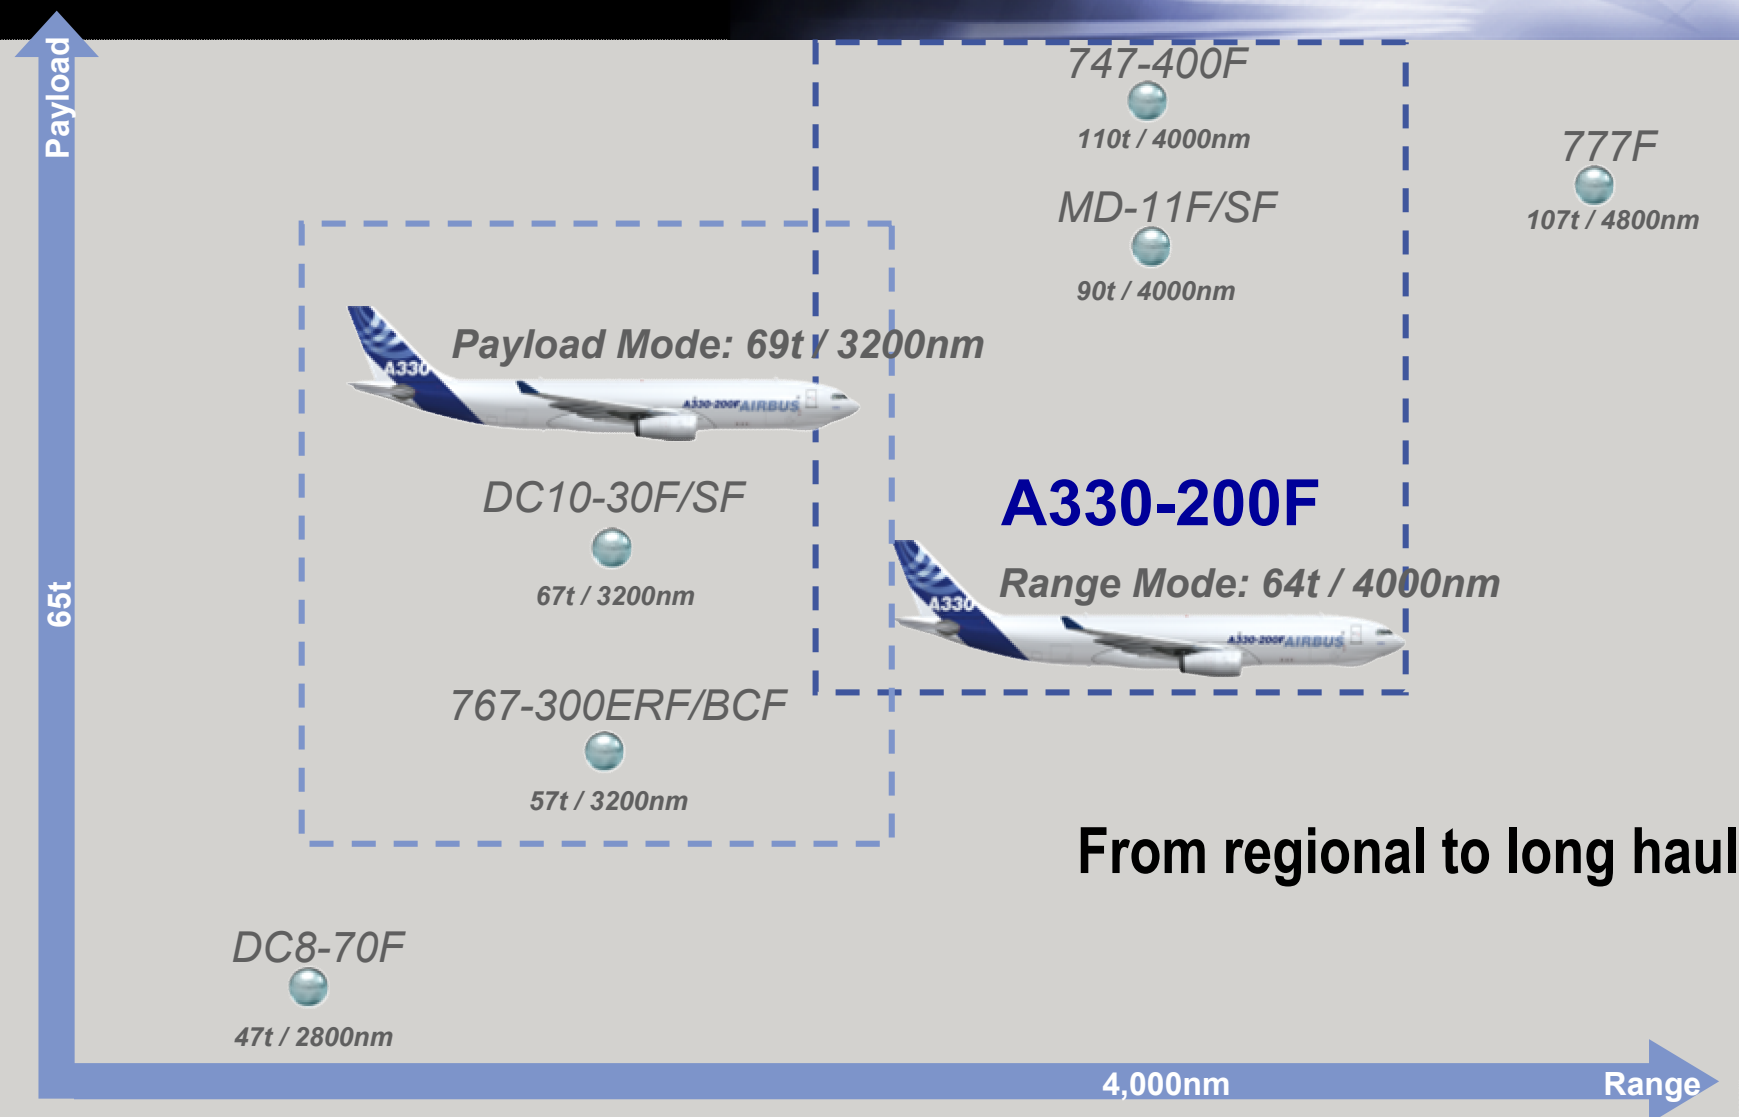 Payload
747-400F
110t / 4000nm
777F
107t / 4800nm
MD-11F/SF
90t / 4000nm
Payload Mode: 69t / 3200nm
A330
A330-200F AIRBUS
DC10-30F/SF
67t / 3200nm
A330-200F
Range Mode: 64t / 4000nm
A330
A330-200F AIRBUS
65t
767-300ERF/BCF
57t / 3200nm
From regional to long haul
DC8-70F
47t / 2800nm
4,000nm
Range